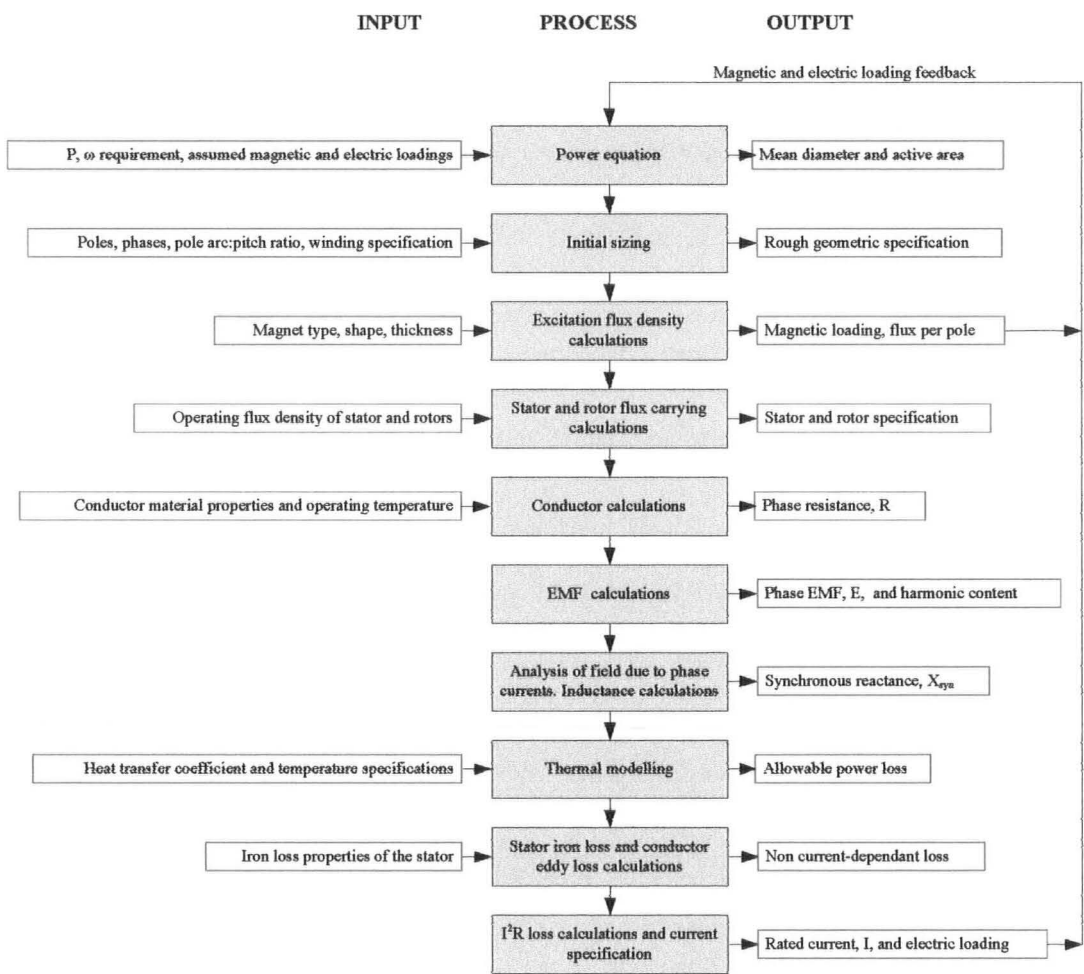 INPUT PROCESS OUTPUT
Magnetic and electric loading feedback
P, ω requirement, assumed magnetic and electric loadings
Power equation
Mean diameter and active area
Poles, phases, pole arc:pitch ratio, winding specification
Initial sizing
Rough geometric specification
Magnet type, shape, thickness
Excitation flux density
calculations
Magnetic loading, flux per pole
Operating flux density of stator and rotors
Stator and rotor flux carrying
calculations
Stator and rotor specification
Conductor material properties and operating temperature
Conductor calculations
Phase resistance, R
EMF calculations
Phase EMF, E, and harmonic content
Analysis of field due to phase
currents. Inductance calculations
Synchronous reactance, Xsyn
Heat transfer coefficient and temperature specifications
Thermal modelling
Allowable power loss
Iron loss properties of the stator
Stator iron loss and conductor
eddy loss calculations
Non current-dependant loss
I²R loss calculations and current
specification
Rated current, I, and electric loading